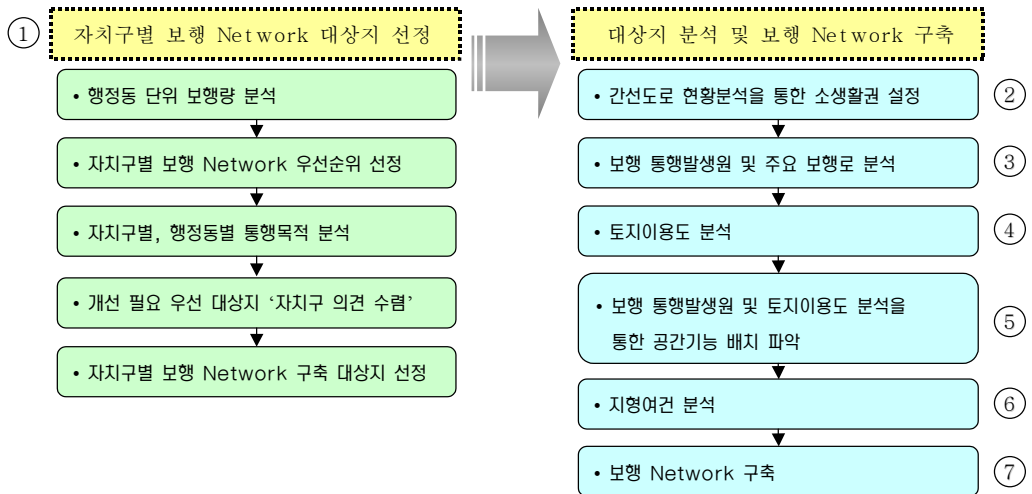 ① 자치구별 보행 Network 대상지 선정
• 행정동 단위 보행량 분석
• 자치구별 보행 Network 우선순위 선정
• 자치구별, 행정동별 통행목적 분석
• 개선 필요 우선 대상지 ‘자치구 의견 수렴’
• 자치구별 보행 Network 구축 대상지 선정
대상지 분석 및 보행 Network 구축
• 간선도로 현황분석을 통한 소생활권 설정 ②
• 보행 통행발생원 및 주요 보행로 분석 ③
• 토지이용도 분석 ④
• 보행 통행발생원 및 토지이용도 분석을
통한 공간기능 배치 파악 ⑤
• 지형여건 분석 ⑥
• 보행 Network 구축 ⑦